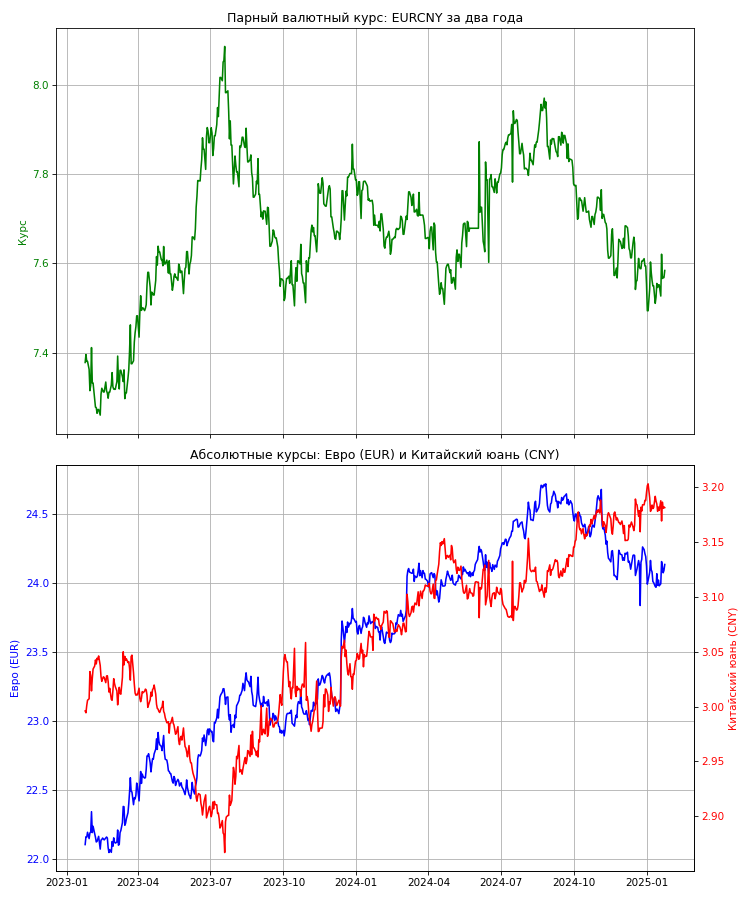 Парный валютный курс: EURCNY за два года
8.0
7.8
7.6
7.4
Курс
Абсолютные курсы: Евро (EUR) и Китайский юань (CNY)
24.5
24.0
23.5
23.0
22.5
22.0
Евро (EUR)
3.20
3.15
3.10
3.05
3.00
2.95
2.90
Китайский юань (CNY)
2023-01 2023-04 2023-07 2023-10 2024-01 2024-04 2024-07 2024-10 2025-01